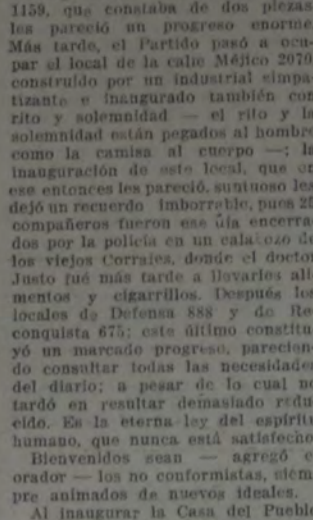 1159, que constaba de dos piezas
les pareció un progreso enorme.
Más tarde, el Partido pasó a ocu-
par el local de la calle Méjico 2070
construído por un industrial simpa-
tizante e inaugurado también con
rito y solemnidad — el rito y la
solemnidad están pegados al hombre
como la camisa al cuerpo —; la
inauguración de este local, que en
ese entonces les pareció, suntuoso les
dejó un recuerdo imborrable, pues 25
compañeros fueron ese día encerra-
dos por la policía en un calabozo de
los viejos Corrales, donde el doctor
Justo fué más tarde a llevarles ali-
mentos y cigarrillos. Después los
locales de Defensa 888 y de Re-
conquista 675; este último constitu-
yó un marcado progreso, parecien-
do consultar todas las necesidades
del diario; a pesar de lo cual no
tardó en resultar demasiado redu-
cido. Es la eterna ley del espíritu
humano, que nunca está satisfecho
Bienvenidos sean — agregó el
orador — los no conformistas, siem-
pre animados de nuevos ideales.
Al inaugurar la Casa del Pueblo